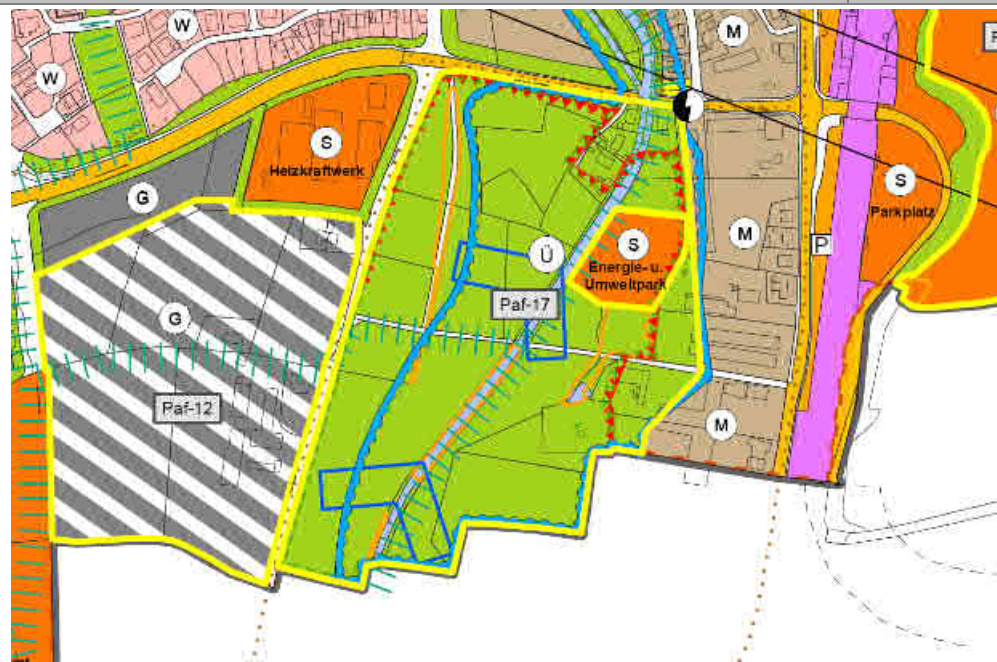 W
W
M
S
Heizkraftwerk
G
S
Parkplatz
M
P
S
Energie- u.
Umweltpark
Ü
Paf-17
G
Paf-12
M